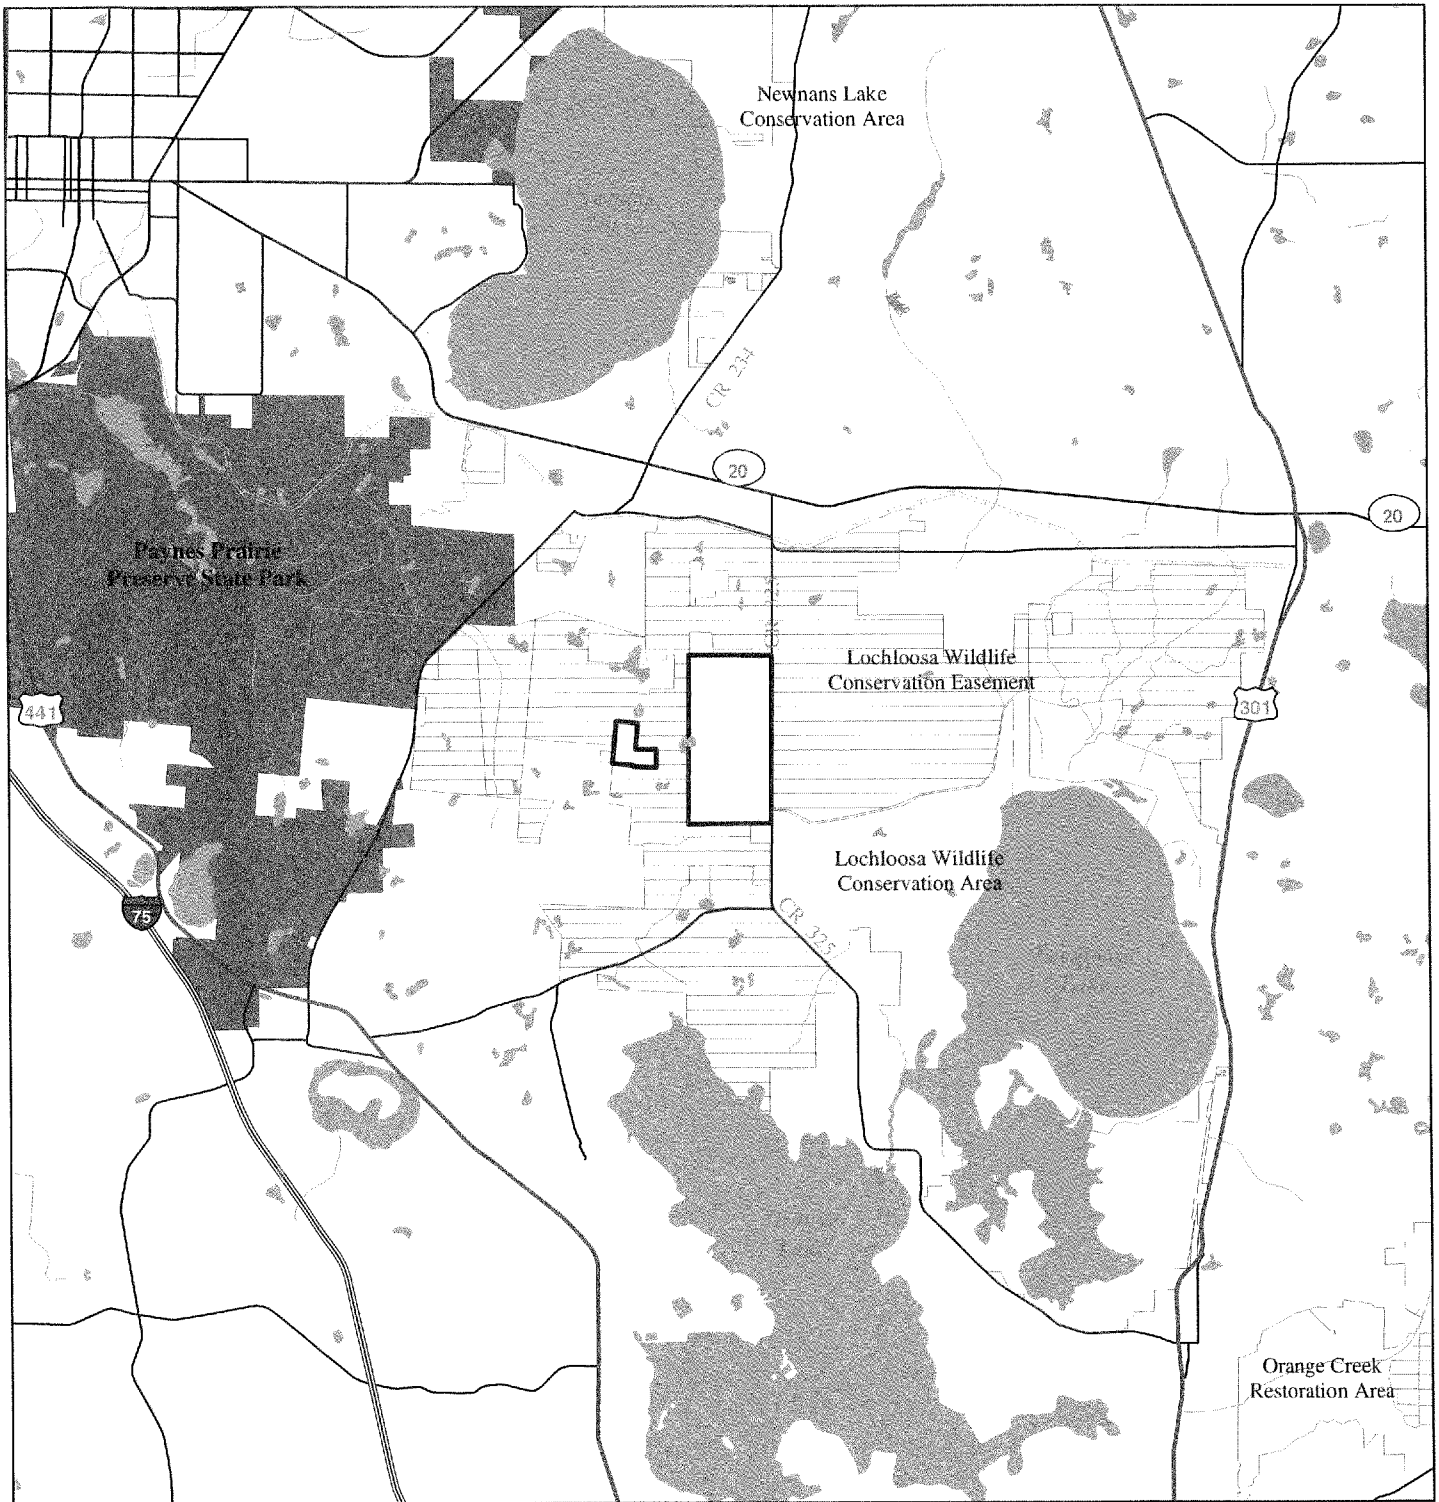 Newnans Lake
Conservation Area
CR 234
20
20
Paynes Prairie
Preserve State Park
Lochloosa Wildlife
Conservation Easement
441
301
Lochloosa Wildlife
Conservation Area
75
CR 325
Orange Creek
Restoration Area